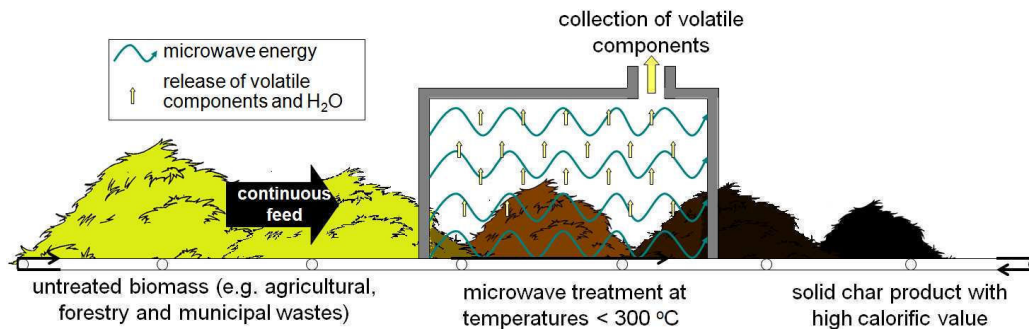 collection of volatile
components
microwave energy
release of volatile
components and H₂O
continuous
feed
untreated biomass (e.g. agricultural,
forestry and municipal wastes)
microwave treatment at
temperatures < 300 ºC
solid char product with
high calorific value